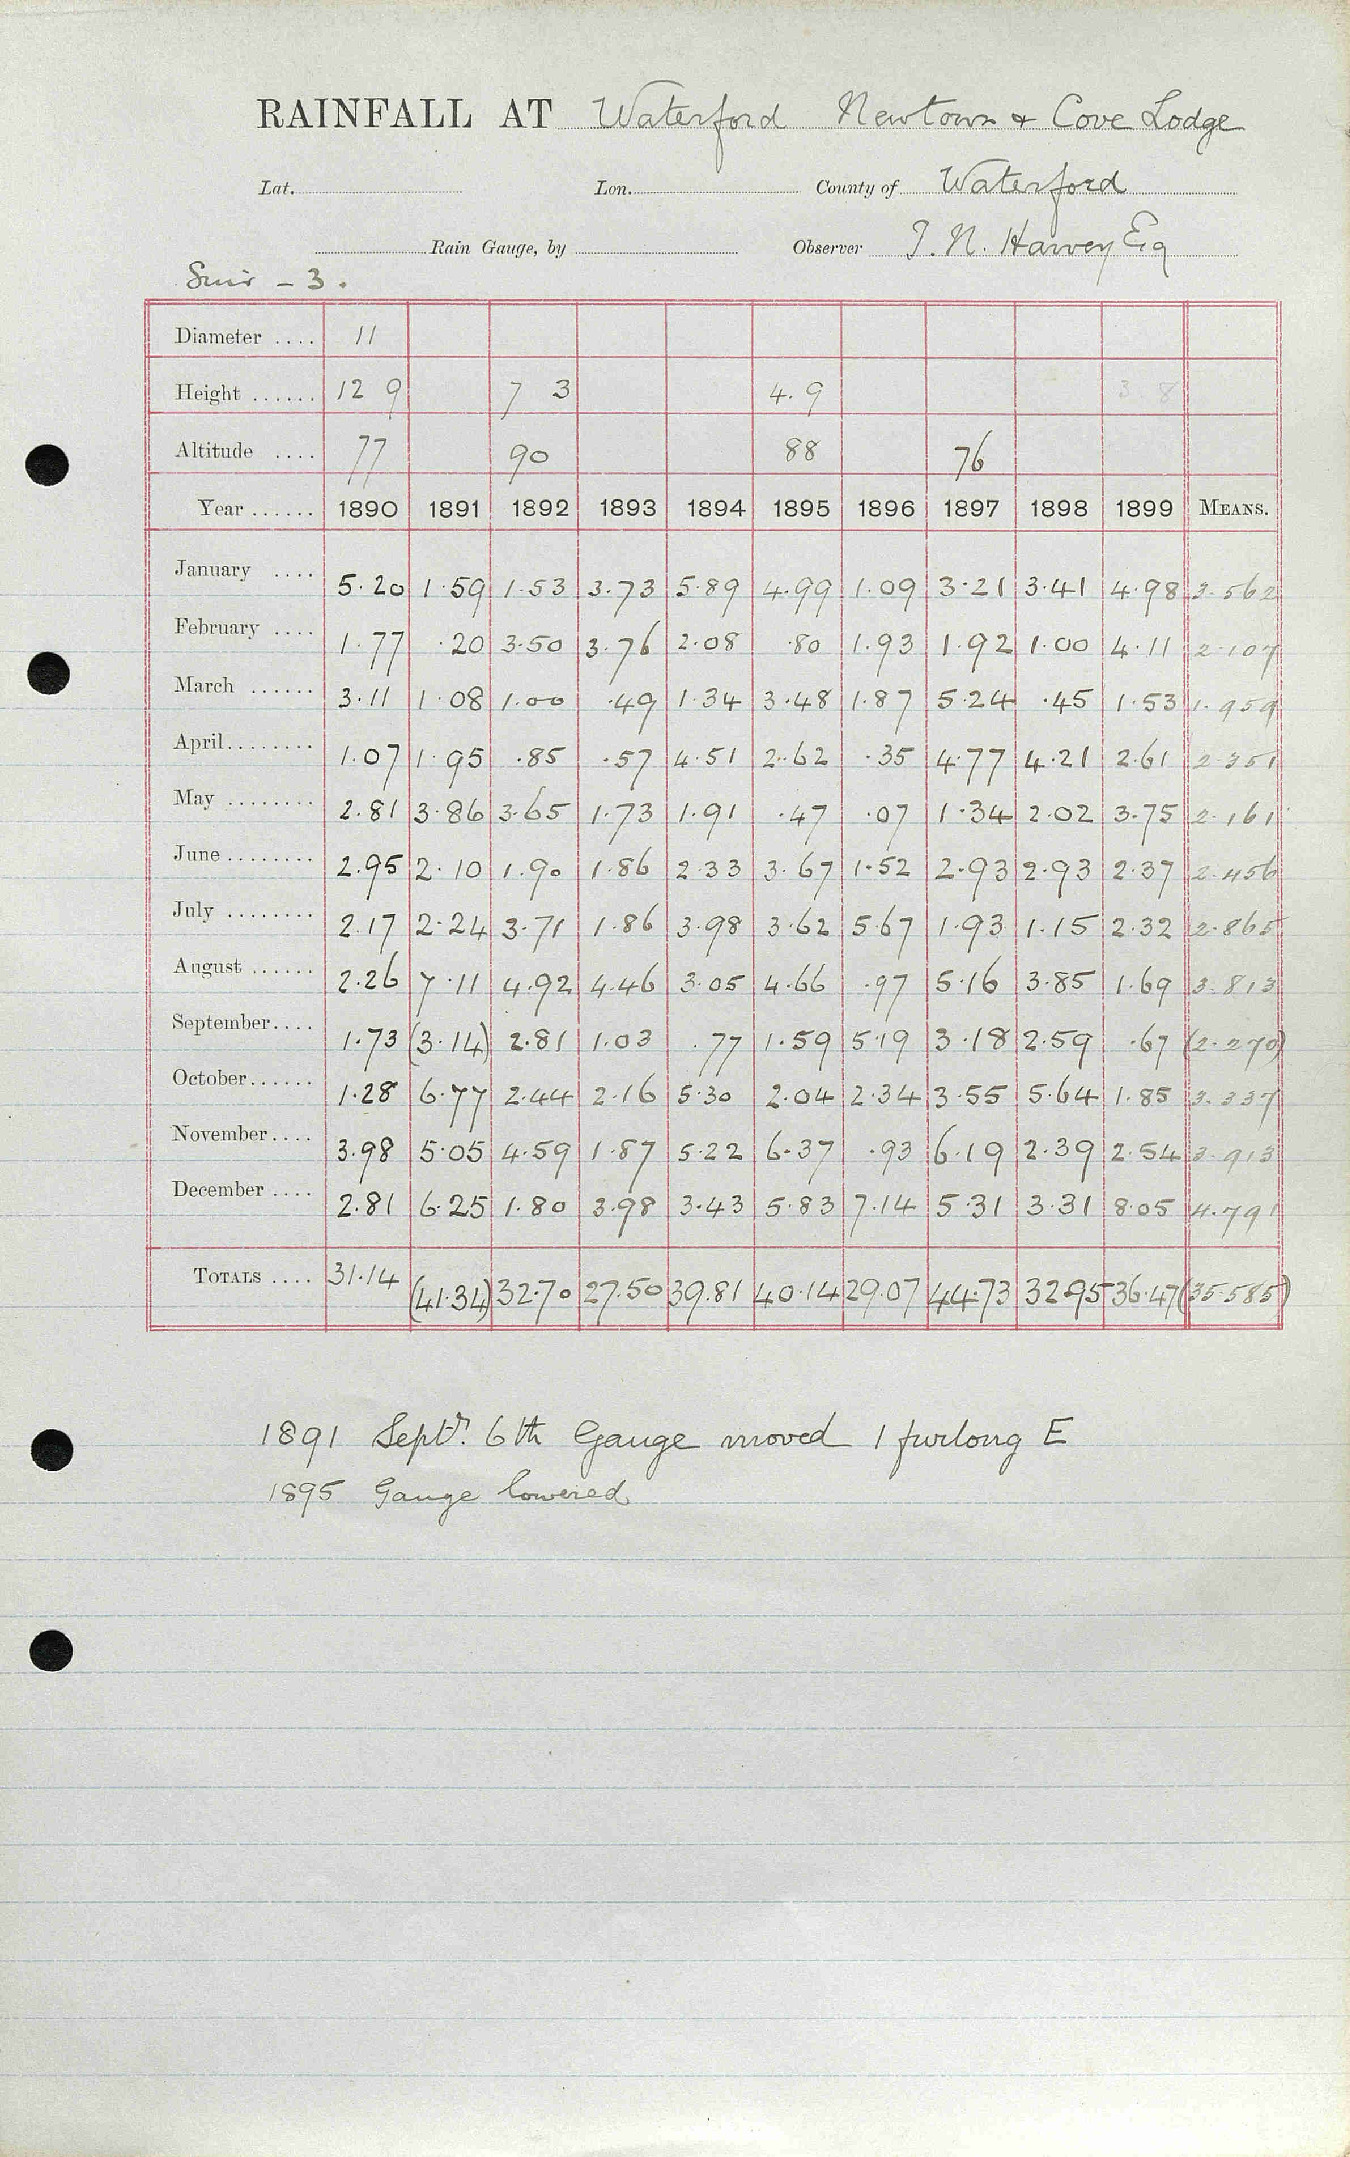 RAINFALL AT Waterford Newtown & Cove Lodge
Lat. Lon. County of Waterford
Rain Gauge, by Observer J. N. Harvey Esq
Suir - 3.
Diameter .... 11
Height ...... 12 9 7 3 4.9 3 8
Altitude .... 77 90 88 76
Year ...... 1890 1891 1892 1893 1894 1895 1896 1897 1898 1899 MEANS.
January .... 5.20 1.59 1.53 3.73 5.89 4.99 1.09 3.21 3.41 4.98 3.562
February .... 1.77 .20 3.50 3.76 2.08 .80 1.93 1.92 1.00 4.11 2.107
March ...... 3.11 1.08 1.00 .49 1.34 3.48 1.87 5.24 .45 1.53 1.959
April........ 1.07 1.95 .85 .57 4.51 2.62 .35 4.77 4.21 2.61 2.351
May ........ 2.81 3.86 3.65 1.73 1.91 .47 .07 1.34 2.02 3.75 2.161
June ........ 2.95 2.10 1.90 1.86 2.33 3.67 1.52 2.93 2.93 2.37 2.456
July ........ 2.17 2.24 3.71 1.86 3.98 3.62 5.67 1.93 1.15 2.32 2.865
August ...... 2.26 7.11 4.92 4.46 3.05 4.66 .97 5.16 3.85 1.69 3.813
September.... 1.73 (3.14) 2.81 1.03 .77 1.59 5.19 3.18 2.59 .67 (2.270)
October...... 1.28 6.77 2.44 2.16 5.30 2.04 2.34 3.55 5.64 1.85 3.337
November.... 3.98 5.05 4.59 1.87 5.22 6.37 .93 6.19 2.39 2.54 3.913
December .... 2.81 6.25 1.80 3.98 3.43 5.83 7.14 5.31 3.31 8.05 4.791
TOTALS .... 31.14 (41.34) 32.70 27.50 39.81 40.14 29.07 44.73 32.95 36.47 (35.585)
1891 Septr. 6th Gauge moved 1 furlong E
1895 Gauge lowered